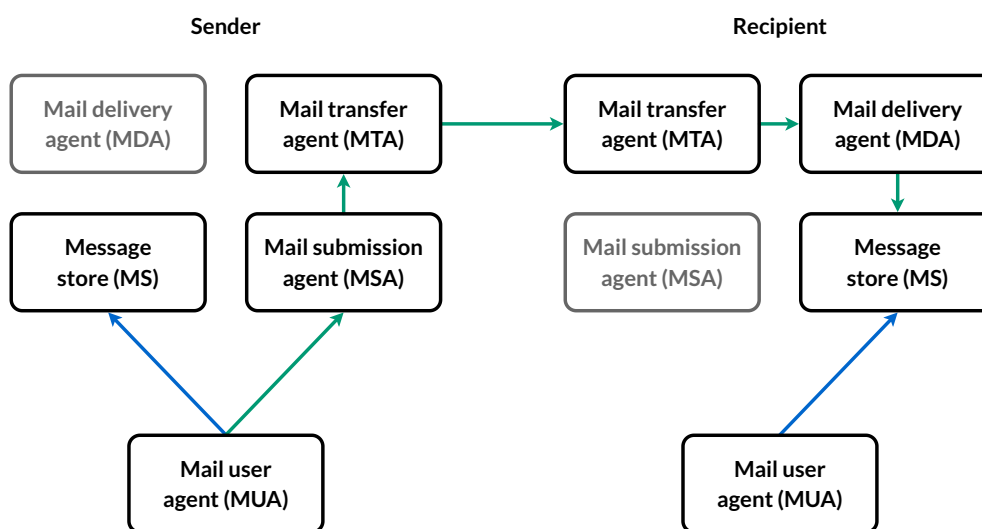 Sender
Recipient
Mail delivery
agent (MDA)
Mail transfer
agent (MTA)
Mail transfer
agent (MTA)
Mail delivery
agent (MDA)
Message
store (MS)
Mail submission
agent (MSA)
Mail submission
agent (MSA)
Message
store (MS)
Mail user
agent (MUA)
Mail user
agent (MUA)